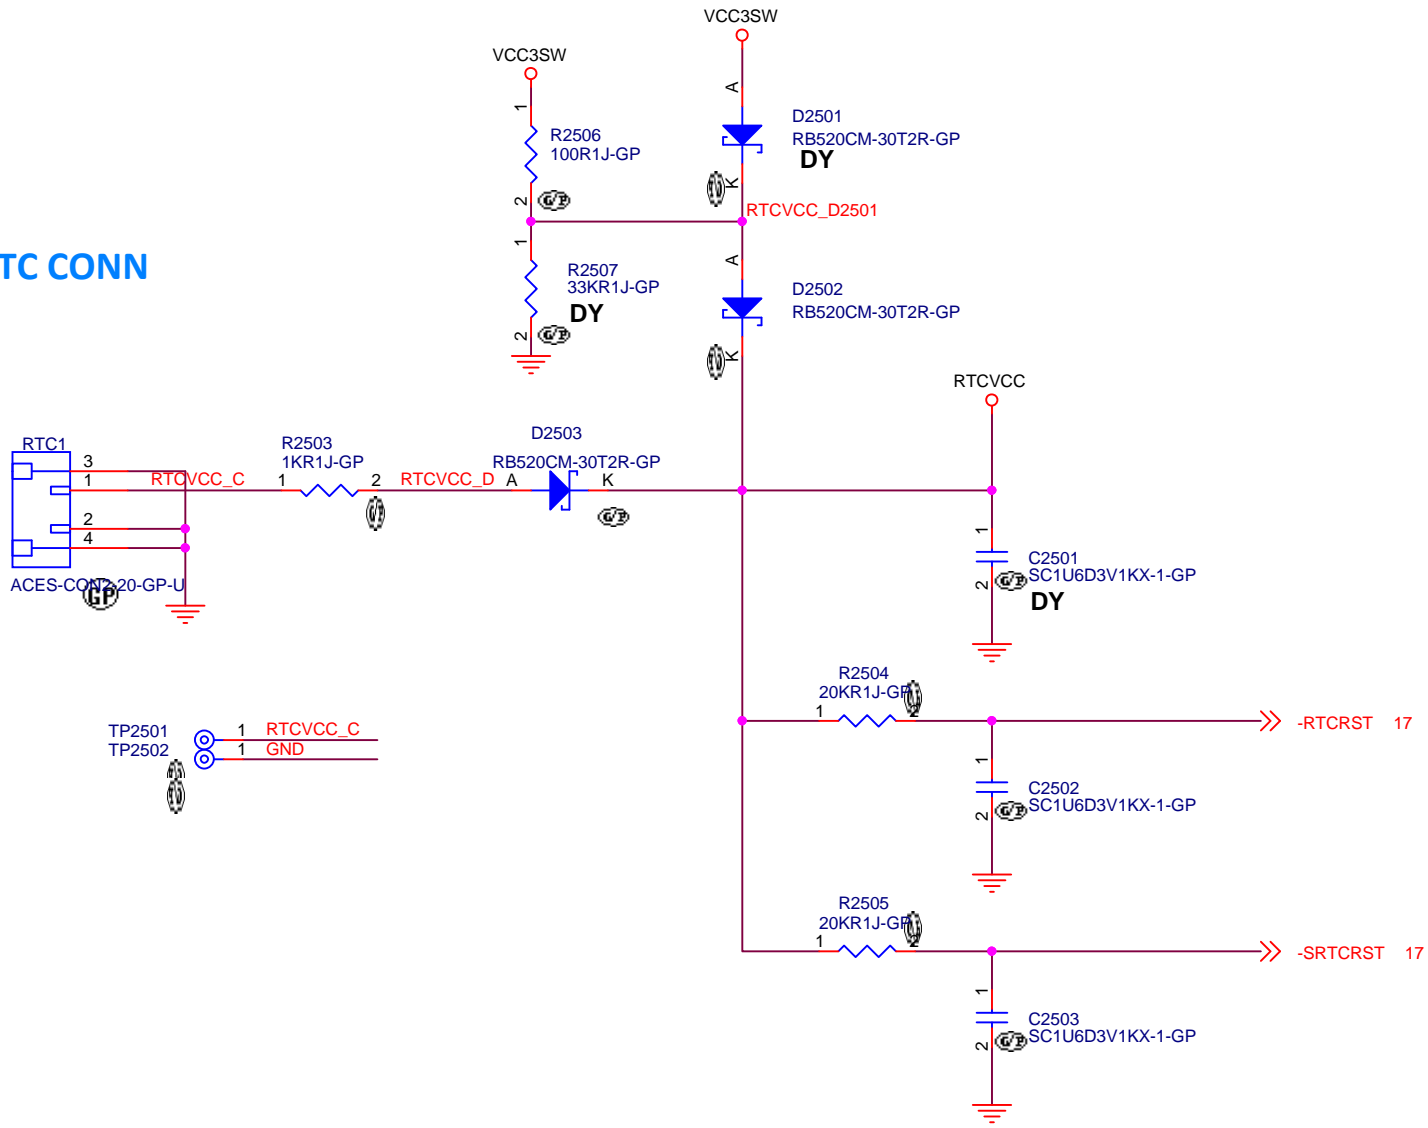 VCC3SW
VCC3SW
1
A
R2506
100R1J-GP
D2501
RB520CM-30T2R-GP
DY
2
G/P
K
RTCVCC_D2501
1
A
TC CONN
R2507
33KR1J-GP
DY
D2502
RB520CM-30T2R-GP
2
G/P
K
RTCVCC
RTC1
3
1
2
4
RTCVCC_C
R2503
1KR1J-GP
1
2
RTCVCC_D
D2503
RB520CM-30T2R-GP
A
K
G/P
ACES-CON2-20-GP-U
GP
1
C2501
SC1U6D3V1KX-1-GP
2
G/P
DY
R2504
20KR1J-GP
1
2
-RTCRST 17
TP2501
1
RTCVCC_C
TP2502
1
GND
1
C2502
SC1U6D3V1KX-1-GP
2
G/P
R2505
20KR1J-GP
1
2
-SRTCRST 17
1
C2503
SC1U6D3V1KX-1-GP
2
G/P